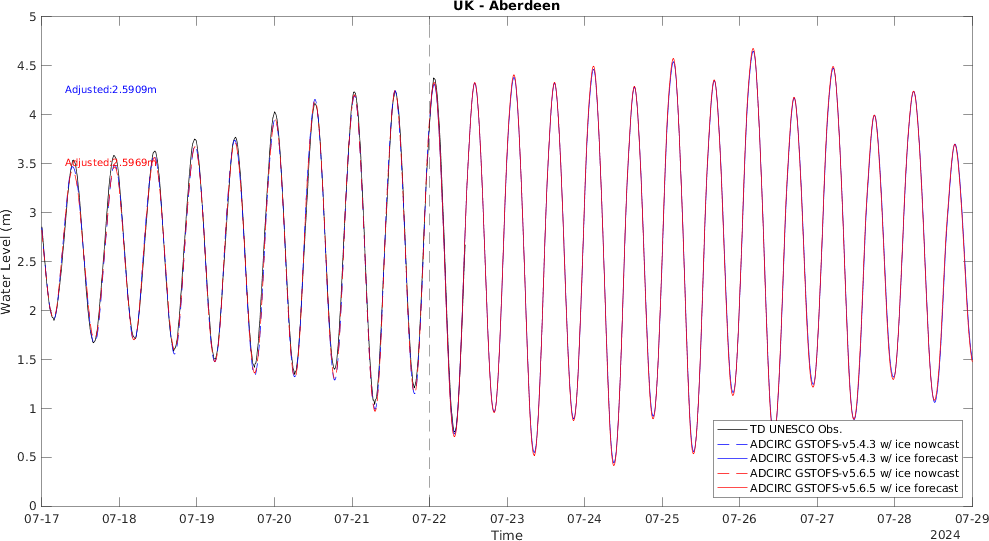 UK - Aberdeen
5
4.5
4
3.5
3
2.5
2
1.5
1
0.5
0
Water Level (m)
Adjusted:2.5909m
Adjusted:2.5969m
TD UNESCO Obs.
ADCIRC GSTOFS-v5.4.3 w/ ice nowcast
ADCIRC GSTOFS-v5.4.3 w/ ice forecast
ADCIRC GSTOFS-v5.6.5 w/ ice nowcast
ADCIRC GSTOFS-v5.6.5 w/ ice forecast
07-17 07-18 07-19 07-20 07-21 07-22 07-23 07-24 07-25 07-26 07-27 07-28 07-29
Time
2024